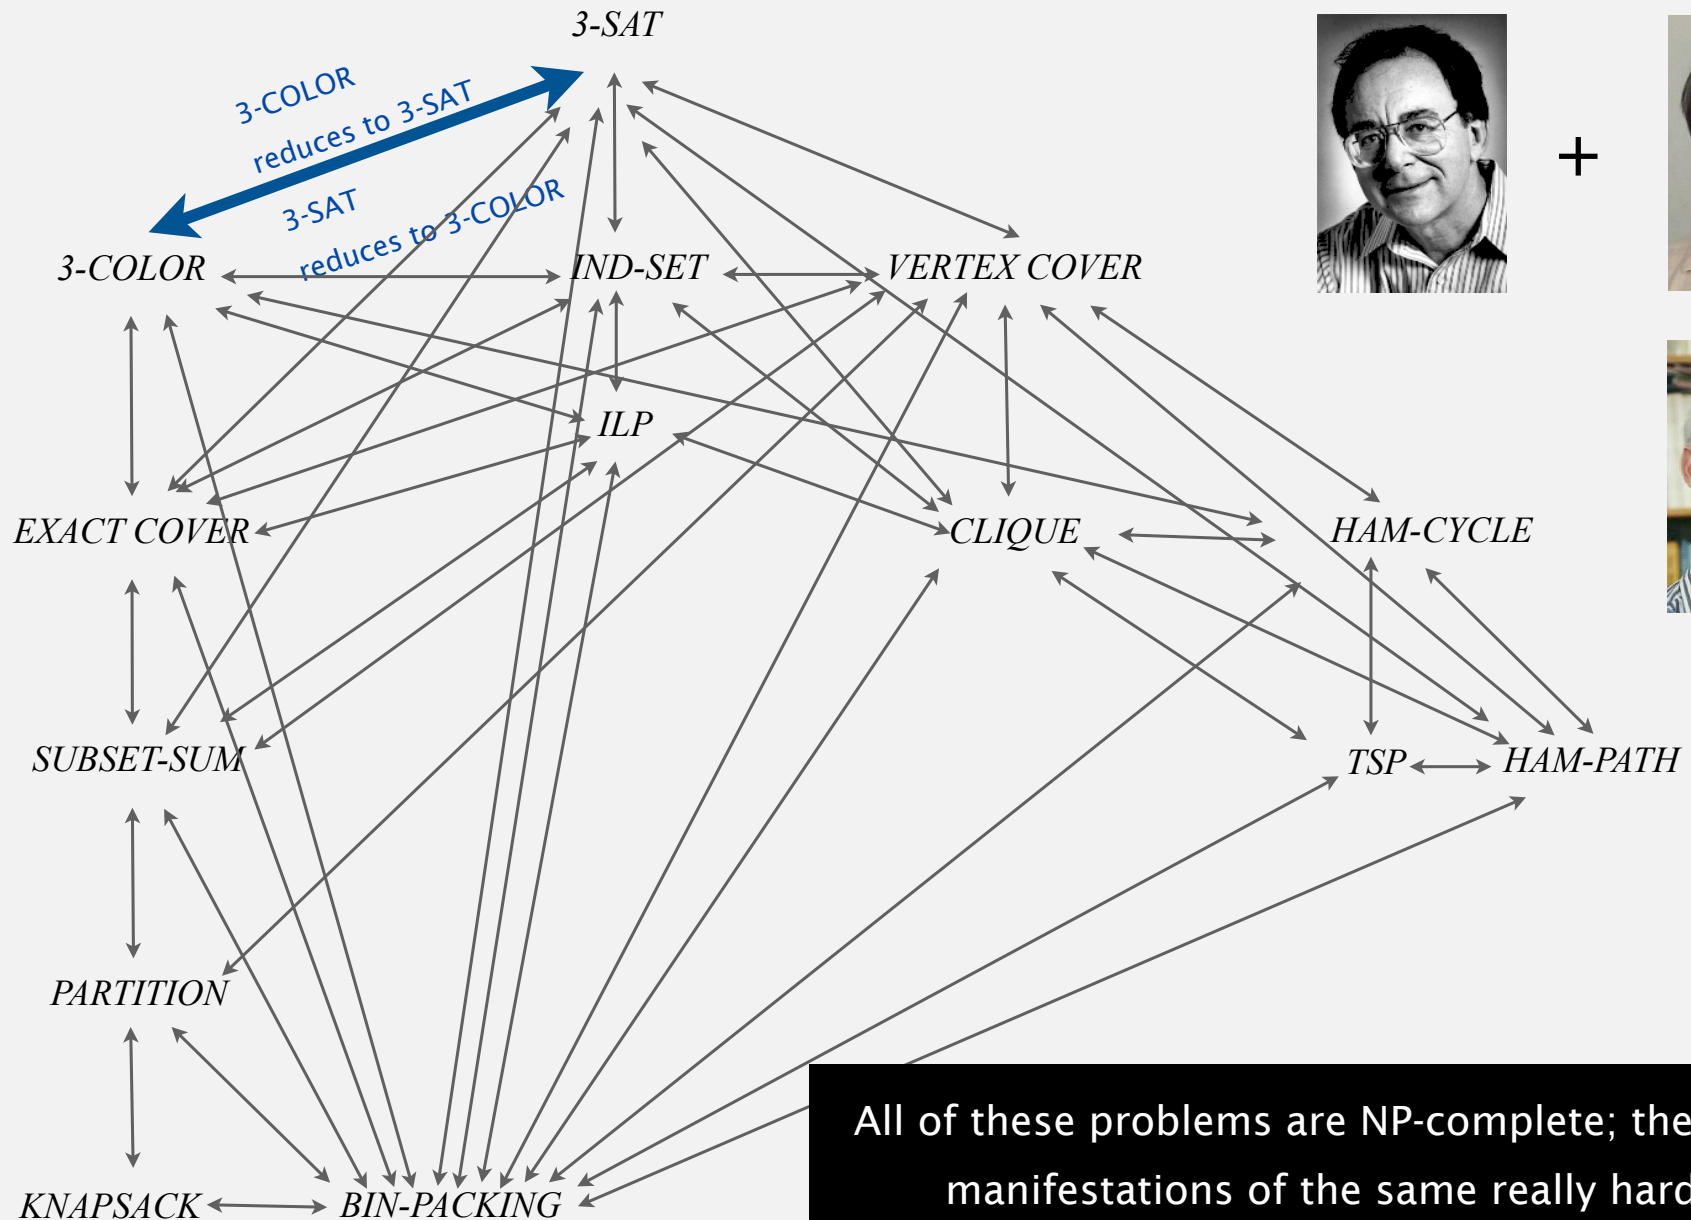 3-SAT
3-COLOR
reduces to 3-SAT
3-SAT
reduces to 3-COLOR
+
3-COLOR
IND-SET
VERTEX COVER
ILP
EXACT COVER
CLIQUE
HAM-CYCLE
SUBSET-SUM
TSP
HAM-PATH
PARTITION
KNAPSACK
BIN-PACKING
All of these problems are NP-complete; the
manifestations of the same really hard